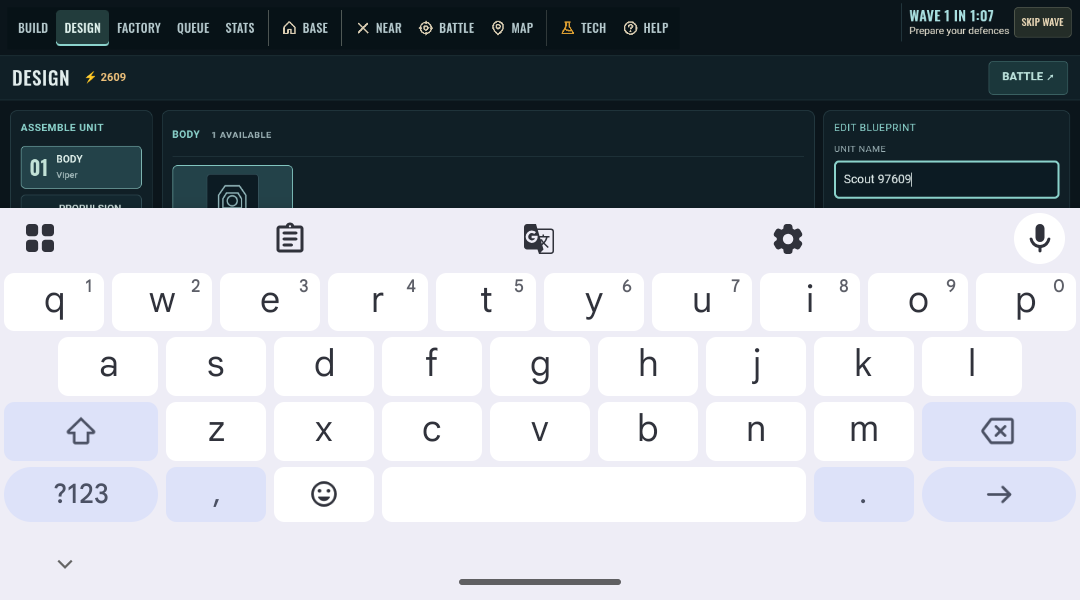 BUILD DESIGN FACTORY QUEUE STATS BASE NEAR BATTLE MAP TECH HELP
WAVE 1 IN 1:07
Prepare your defences
SKIP WAVE
DESIGN ⚡ 2609
BATTLE ↗
ASSEMBLE UNIT
01 BODY
Viper
PROPULSION
BODY 1 AVAILABLE
EDIT BLUEPRINT
UNIT NAME
Scout 97609
q 1 w 2 e 3 r 4 t 5 y 6 u 7 i 8 o 9 p 0
a s d f g h j k l
z x c v b n m
?123 , .